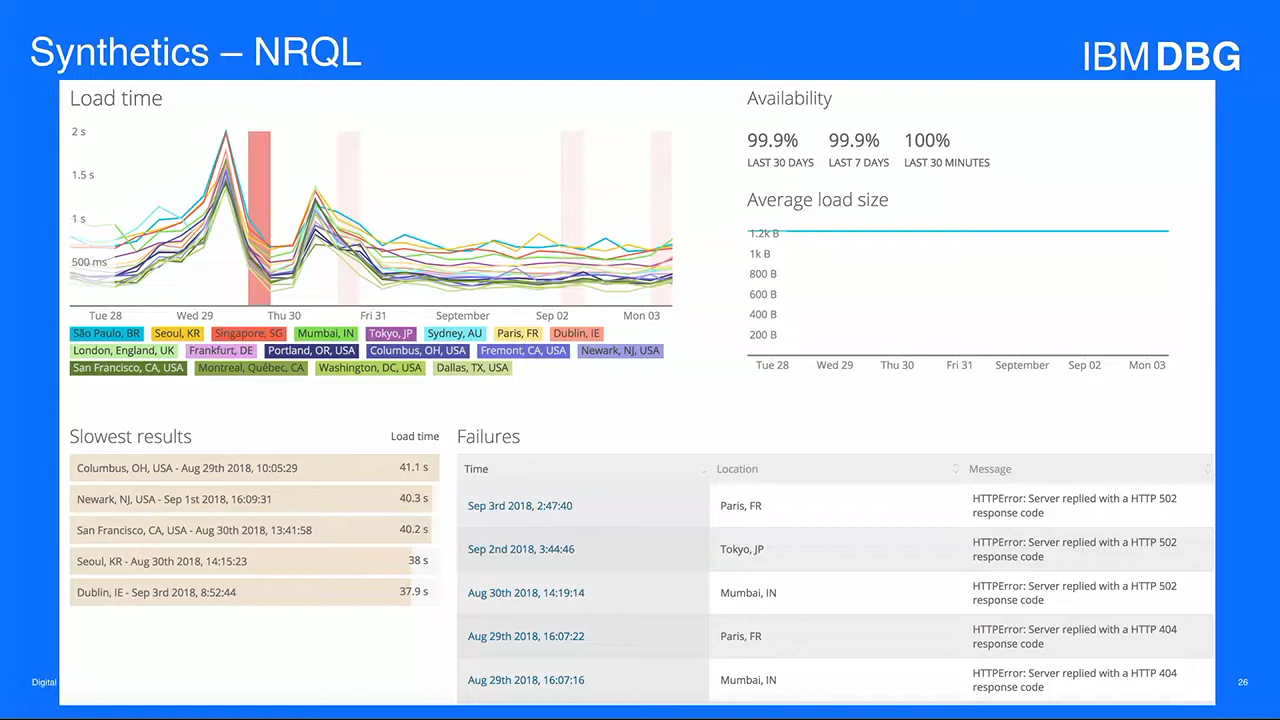 Synthetics – NRQL
IBM DBG
Load time
2 s
1.5 s
1 s
500 ms
Tue 28 Wed 29 Thu 30 Fri 31 September Sep 02 Mon 03
São Paulo, BR Seoul, KR Singapore, SG Mumbai, IN Tokyo, JP Sydney, AU Paris, FR Dublin, IE
London, England, UK Frankfurt, DE Portland, OR, USA Columbus, OH, USA Fremont, CA, USA Newark, NJ, USA
San Francisco, CA, USA Montreal, Québec, CA Washington, DC, USA Dallas, TX, USA
Availability
99.9% 99.9% 100%
LAST 30 DAYS LAST 7 DAYS LAST 30 MINUTES
Average load size
1.2k B
1k B
800 B
600 B
400 B
200 B
Tue 28 Wed 29 Thu 30 Fri 31 September Sep 02 Mon 03
Slowest results Load time
Columbus, OH, USA - Aug 29th 2018, 10:05:29 41.1 s
Newark, NJ, USA - Sep 1st 2018, 16:09:31 40.3 s
San Francisco, CA, USA - Aug 30th 2018, 13:41:58 40.2 s
Seoul, KR - Aug 30th 2018, 14:15:23 38 s
Dublin, IE - Sep 3rd 2018, 8:52:44 37.9 s
Failures
Time Location Message
Sep 3rd 2018, 2:47:40 Paris, FR HTTPError: Server replied with a HTTP 502
response code
Sep 2nd 2018, 3:44:46 Tokyo, JP HTTPError: Server replied with a HTTP 502
response code
Aug 30th 2018, 14:19:14 Mumbai, IN HTTPError: Server replied with a HTTP 502
response code
Aug 29th 2018, 16:07:22 Paris, FR HTTPError: Server replied with a HTTP 404
response code
Aug 29th 2018, 16:07:16 Mumbai, IN HTTPError: Server replied with a HTTP 404
response code
Digital
26